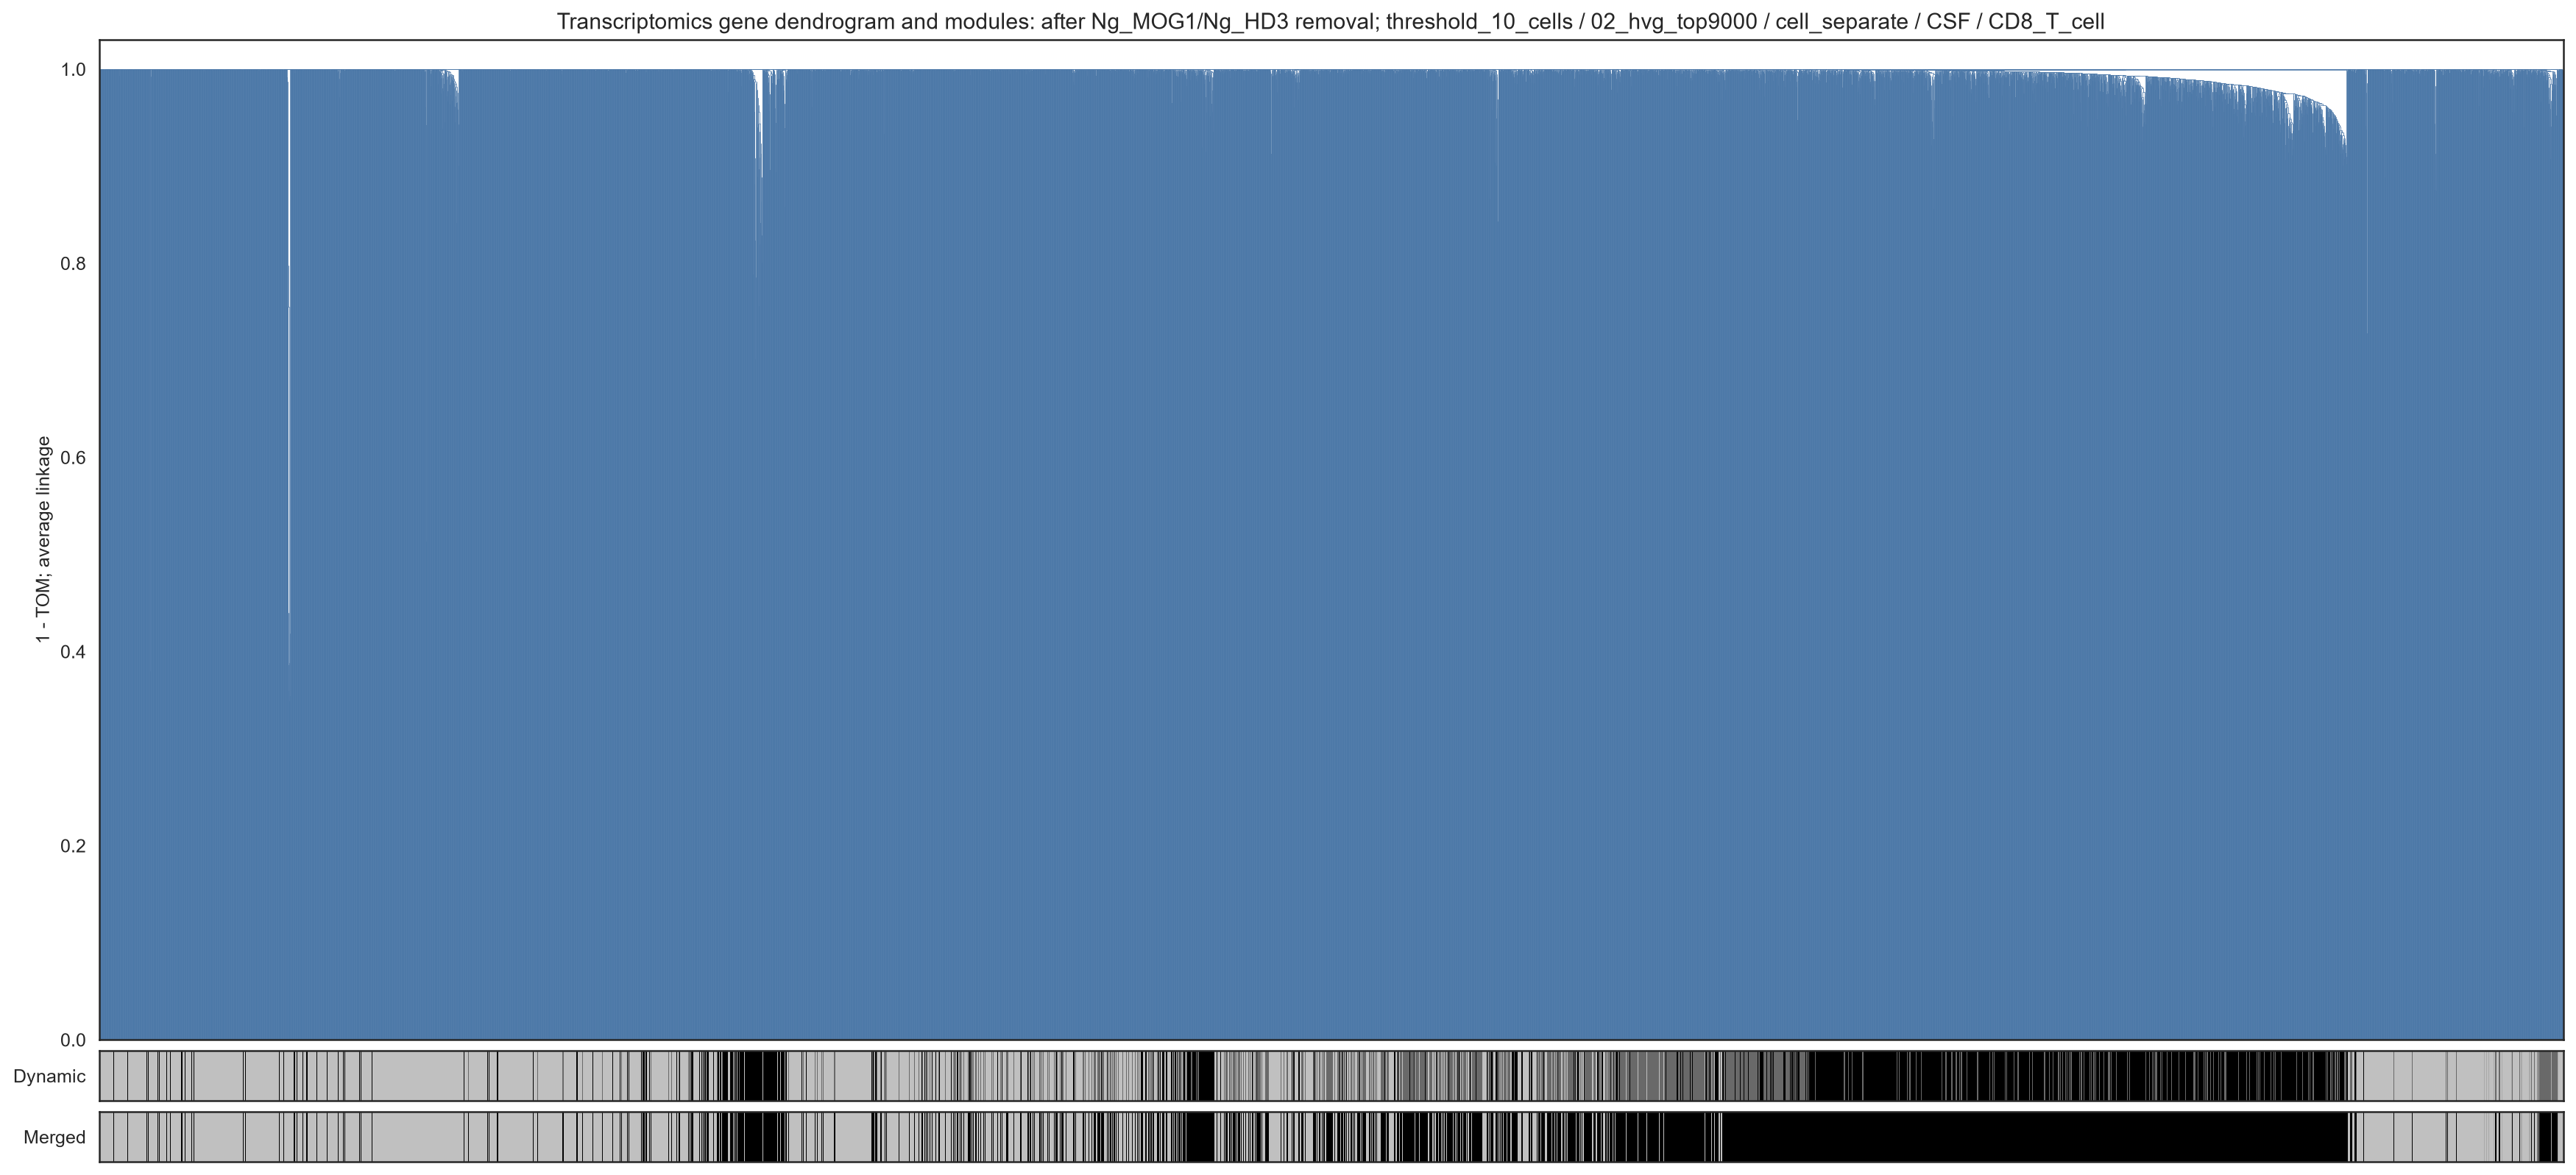 Transcriptomics gene dendrogram and modules: after Ng_MOG1/Ng_HD3 removal; threshold_10_cells / 02_hvg_top9000 / cell_separate / CSF / CD8_T_cell
1.0
0.8
0.6
0.4
0.2
0.0
1 - TOM; average linkage
Dynamic
Merged